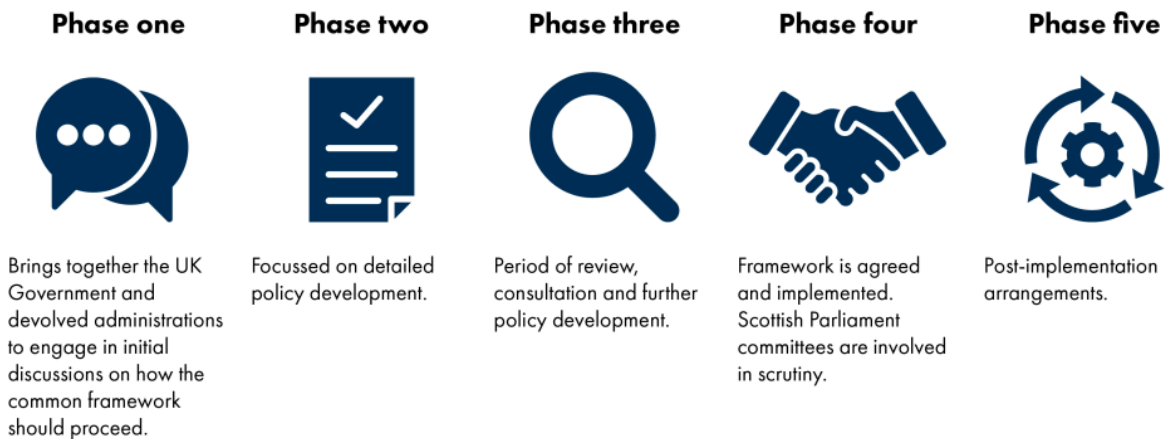 Phase one
Brings together the UK
Government and
devolved administrations
to engage in initial
discussions on how the
common framework
should proceed.
Phase two
Focussed on detailed
policy development.
Phase three
Period of review,
consultation and further
policy development.
Phase four
Framework is agreed
and implemented.
Scottish Parliament
committees are involved
in scrutiny.
Phase five
Post-implementation
arrangements.